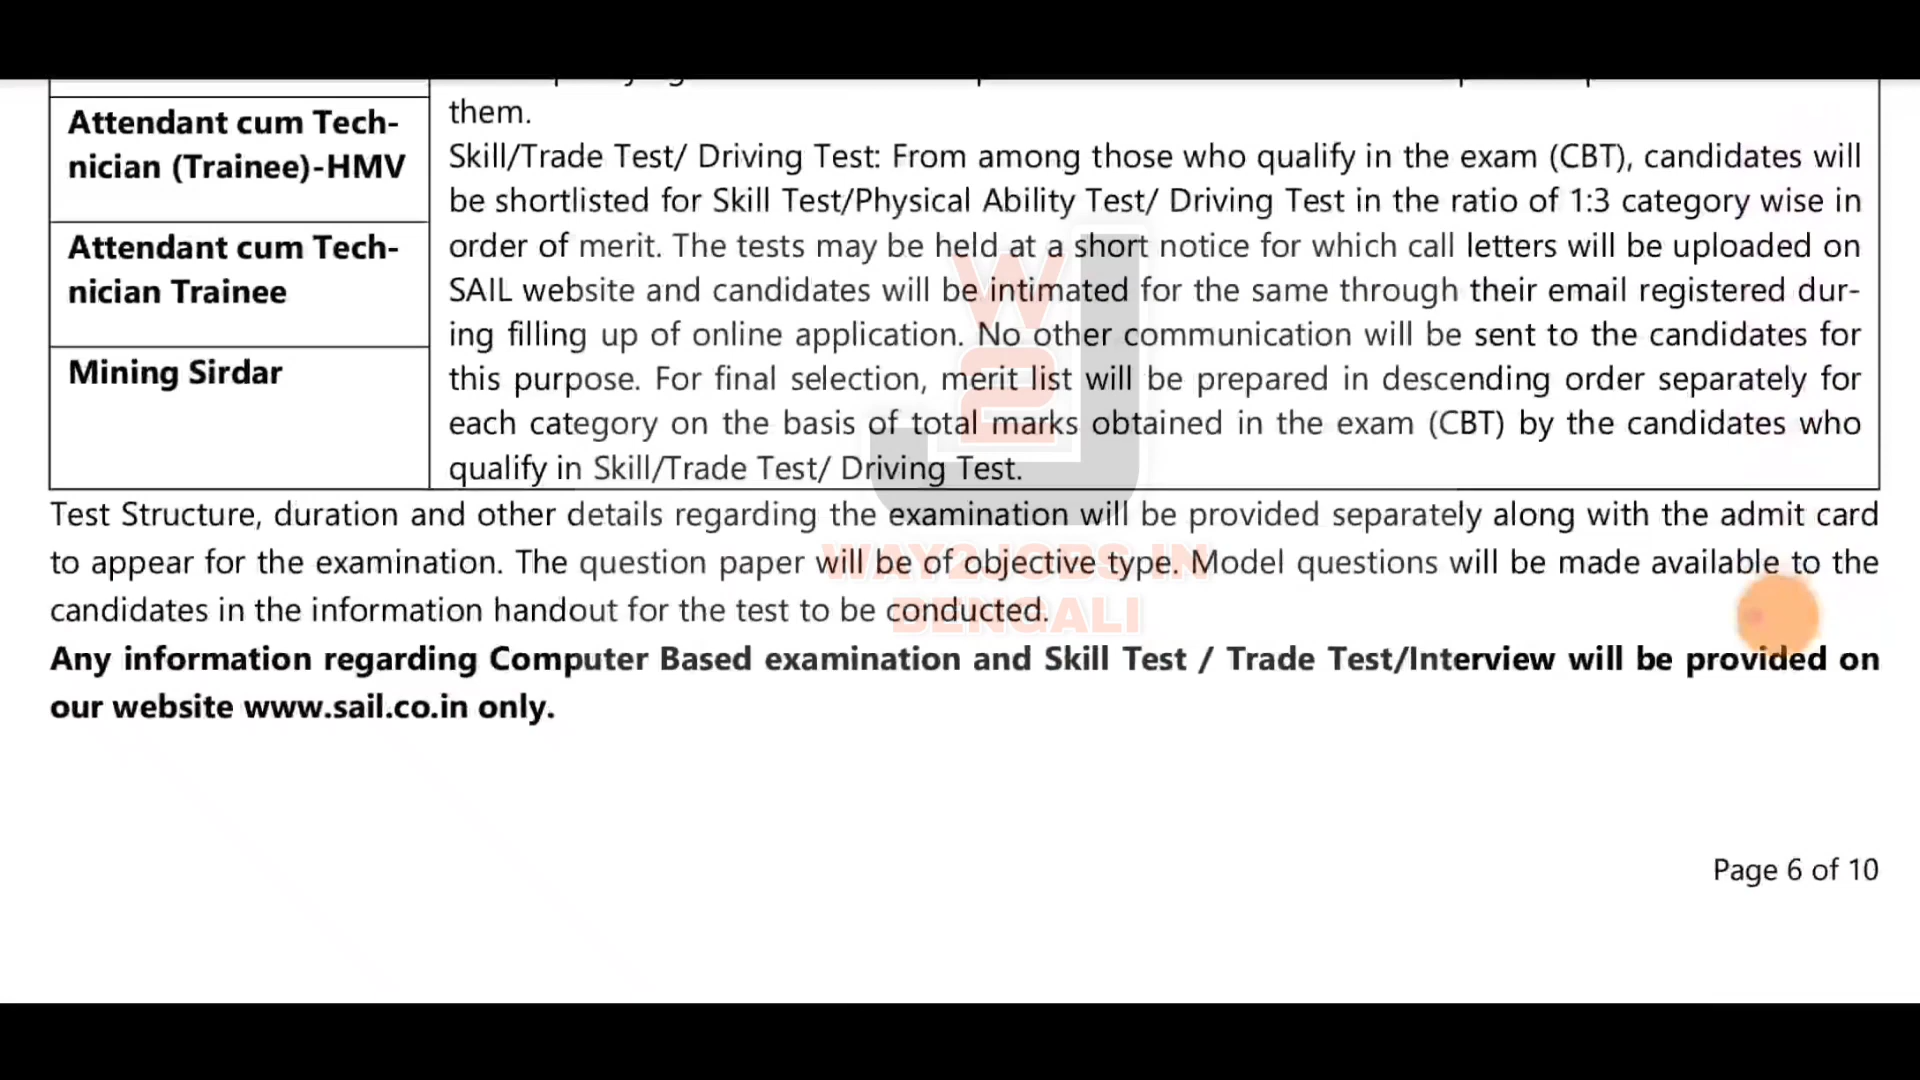 Attendant cum Tech-
nician (Trainee)-HMV
Attendant cum Tech-
nician Trainee
Mining Sirdar
them.
Skill/Trade Test/ Driving Test: From among those who qualify in the exam (CBT), candidates will
be shortlisted for Skill Test/Physical Ability Test/ Driving Test in the ratio of 1:3 category wise in
order of merit. The tests may be held at a short notice for which call letters will be uploaded on
SAIL website and candidates will be intimated for the same through their email registered dur-
ing filling up of online application. No other communication will be sent to the candidates for
this purpose. For final selection, merit list will be prepared in descending order separately for
each category on the basis of total marks obtained in the exam (CBT) by the candidates who
qualify in Skill/Trade Test/ Driving Test.
W2J
Test Structure, duration and other details regarding the examination will be provided separately along with the admit card
to appear for the examination. The question paper will be of objective type. Model questions will be made available to the
candidates in the information handout for the test to be conducted.
WAY2JOBS.IN
BENGALI
Any information regarding Computer Based examination and Skill Test / Trade Test/Interview will be provided on
our website www.sail.co.in only.
Page 6 of 10